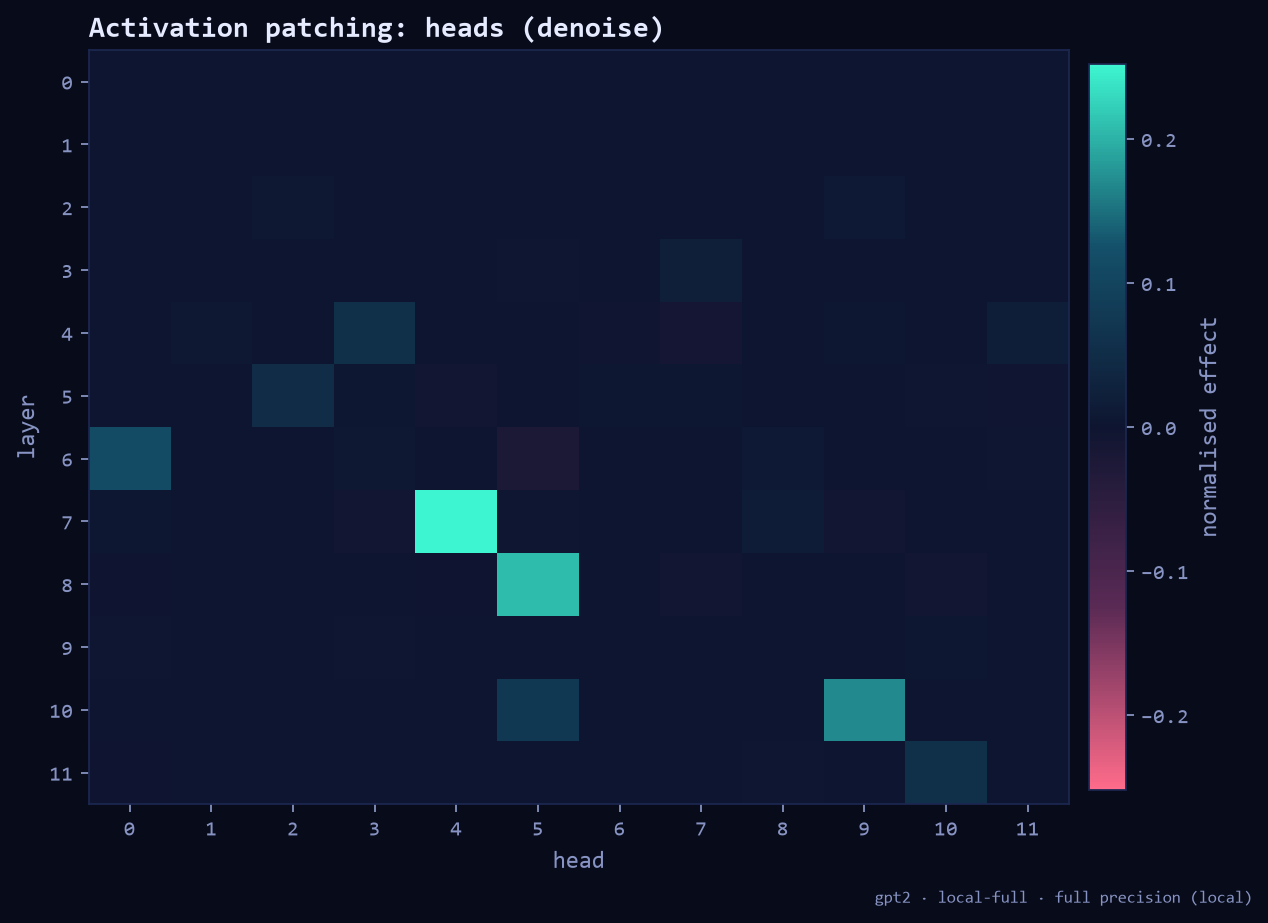 Activation patching: heads (denoise)
0
1
2
3
4
5
6
7
8
9
10
11
layer
0 1 2 3 4 5 6 7 8 9 10 11
head
0.2
0.1
0.0
−0.1
−0.2
normalised effect
gpt2 · local-full · full precision (local)